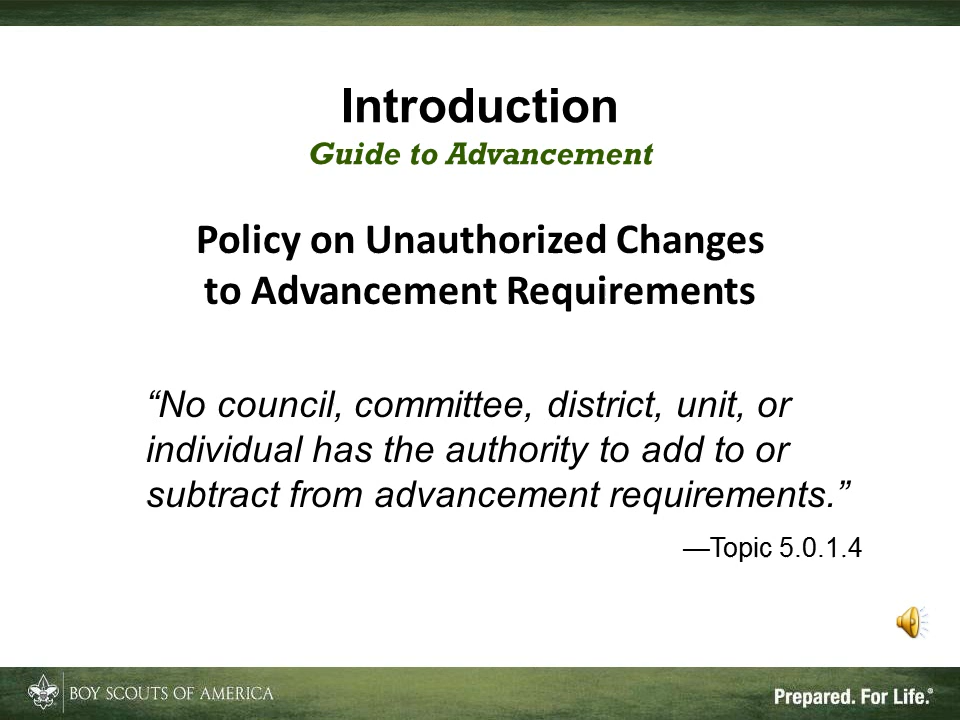 Introduction
Guide to Advancement
Policy on Unauthorized Changes
to Advancement Requirements
“No council, committee, district, unit, or
individual has the authority to add to or
subtract from advancement requirements.”
—Topic 5.0.1.4
BOY SCOUTS OF AMERICA
Prepared. For Life.®